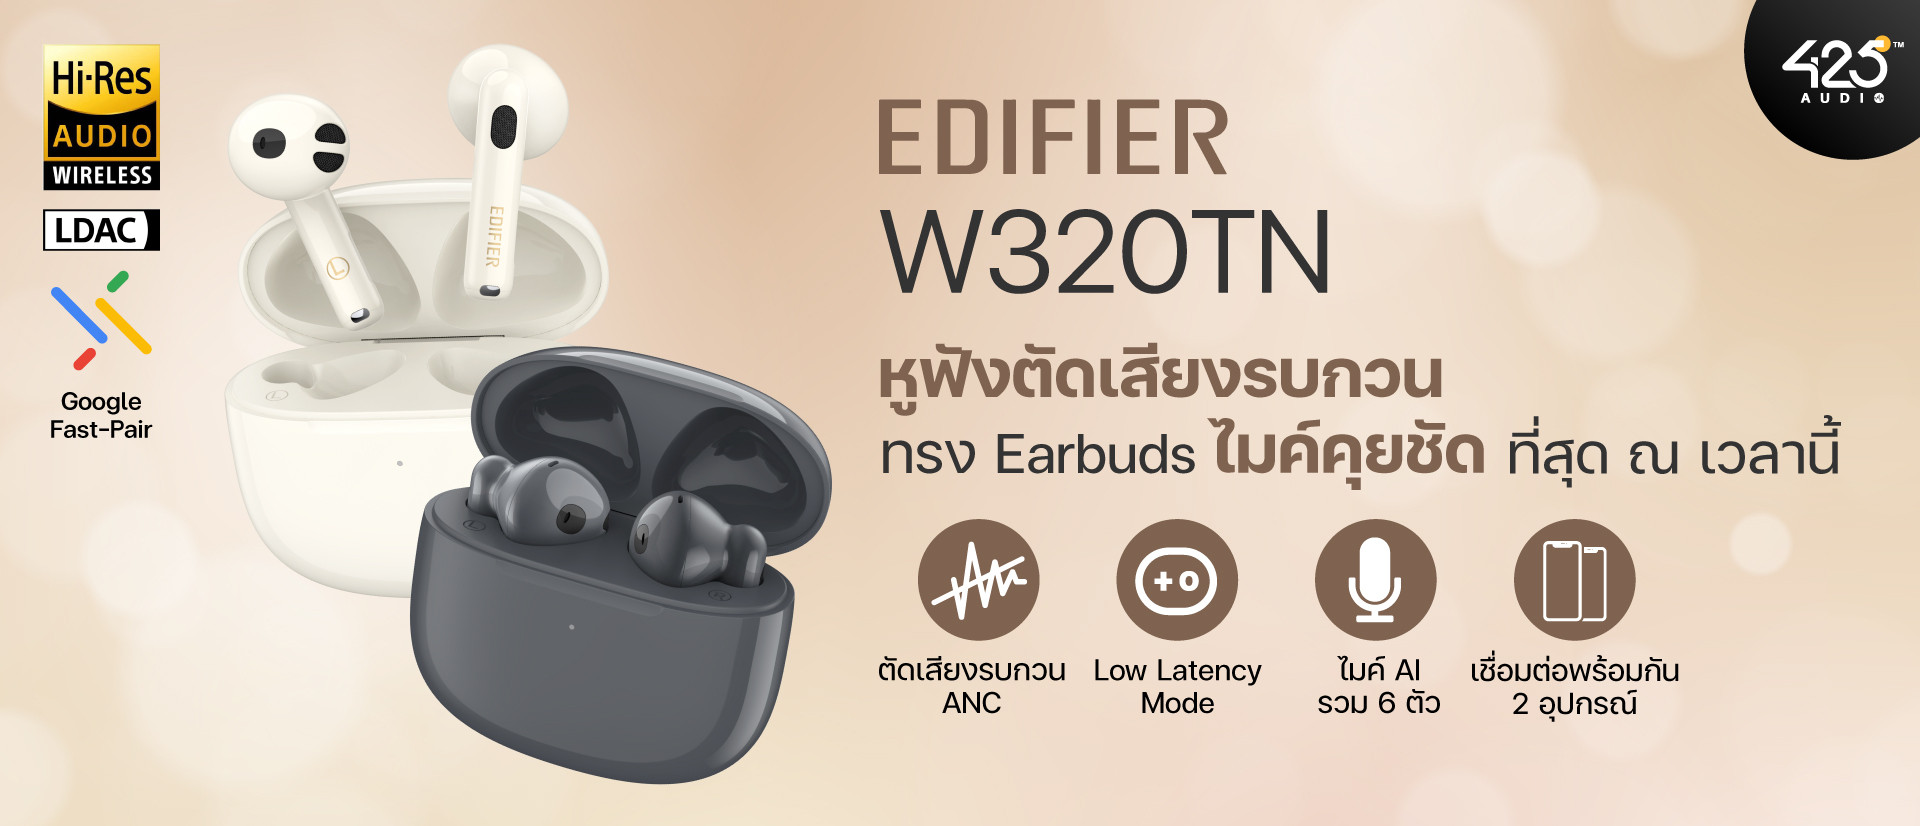 Hi-Res
AUDIO
WIRELESS
LDAC
Google
Fast-Pair
EDIFIER
L
L
L
R
425™
AUDIO
EDIFIER
W320TN
หูฟังตัดเสียงรบกวน
ทรง Earbuds ไมค์คุยชัด ที่สุด ณ เวลานี้
ตัดเสียงรบกวน
ANC
Low Latency
Mode
ไมค์ AI
รวม 6 ตัว
เชื่อมต่อพร้อมกัน
2 อุปกรณ์